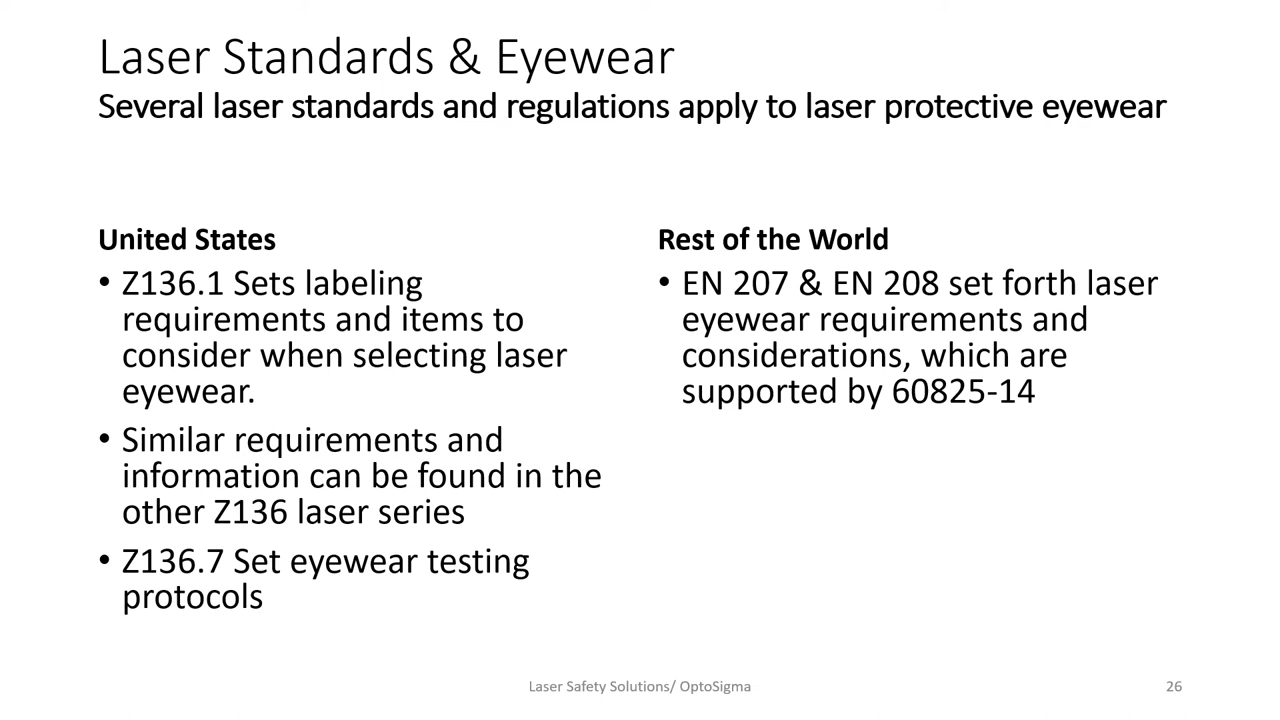 Laser Standards & Eyewear
Several laser standards and regulations apply to laser protective eyewear
United States
• Z136.1 Sets labeling
requirements and items to
consider when selecting laser
eyewear.
• Similar requirements and
information can be found in the
other Z136 laser series
• Z136.7 Set eyewear testing
protocols
Rest of the World
• EN 207 & EN 208 set forth laser
eyewear requirements and
considerations, which are
supported by 60825-14
Laser Safety Solutions/ OptoSigma
26